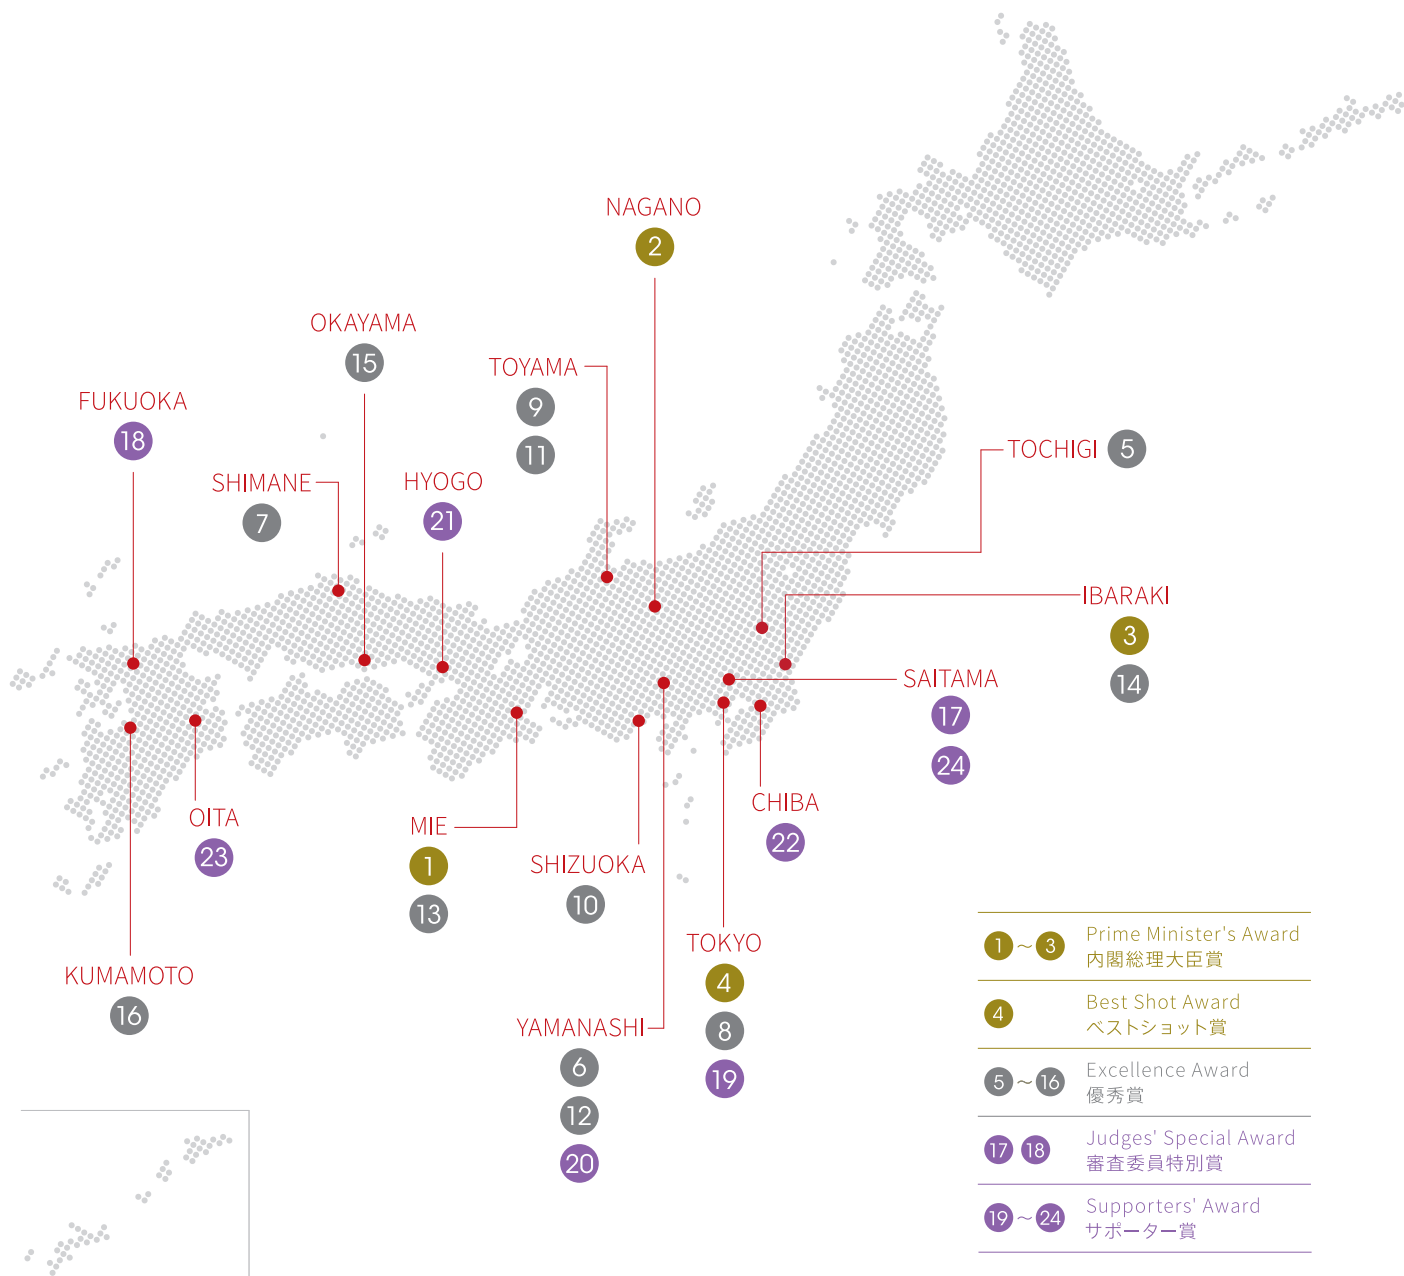 NAGANO
2
OKAYAMA
15
TOYAMA
9
11
FUKUOKA
18
TOCHIGI 5
SHIMANE
7
HYOGO
21
IBARAKI
3
14
SAITAMA
17
24
CHIBA
22
OITA
23
MIE
1
13
SHIZUOKA
10
TOKYO
4
8
19
KUMAMOTO
16
YAMANASHI
6
12
20
1 ~ 3 Prime Minister's Award
内閣総理大臣賞
4 Best Shot Award
ベストショット賞
5 ~ 16 Excellence Award
優秀賞
17 18 Judges' Special Award
審査委員特別賞
19 ~ 24 Supporters' Award
サポーター賞